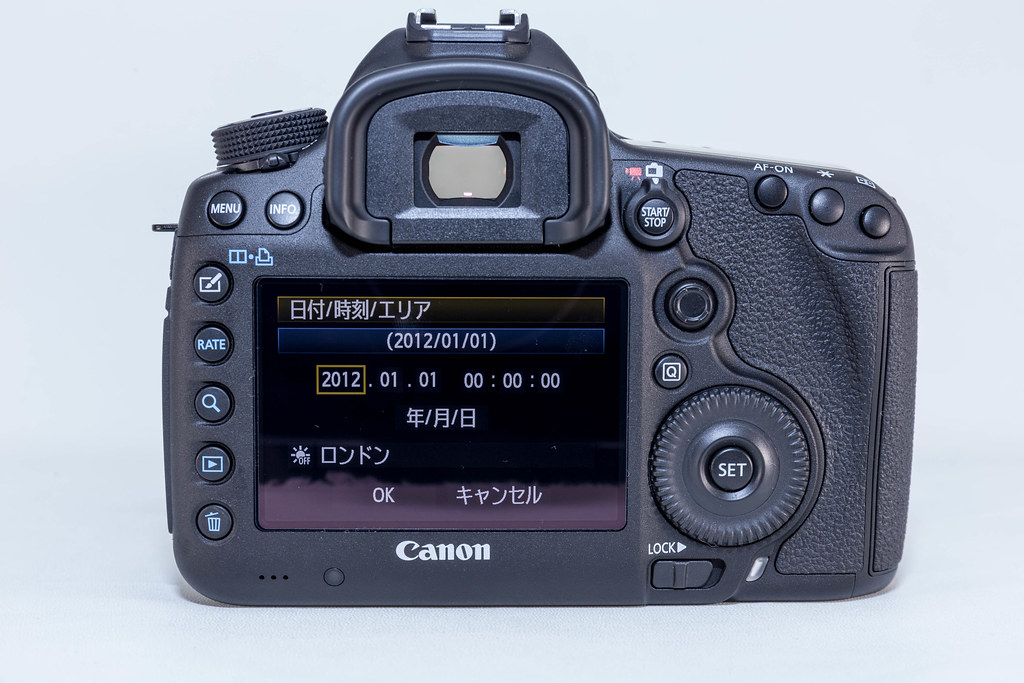 AF-ON
MENU
INFO.
START/
STOP
RATE
Q
日付/時刻/エリア
(2012/01/01)
2012 . 01 . 01 00 : 00 : 00
年/月/日
OFF ロンドン
OK キャンセル
SET
Canon
LOCK▶